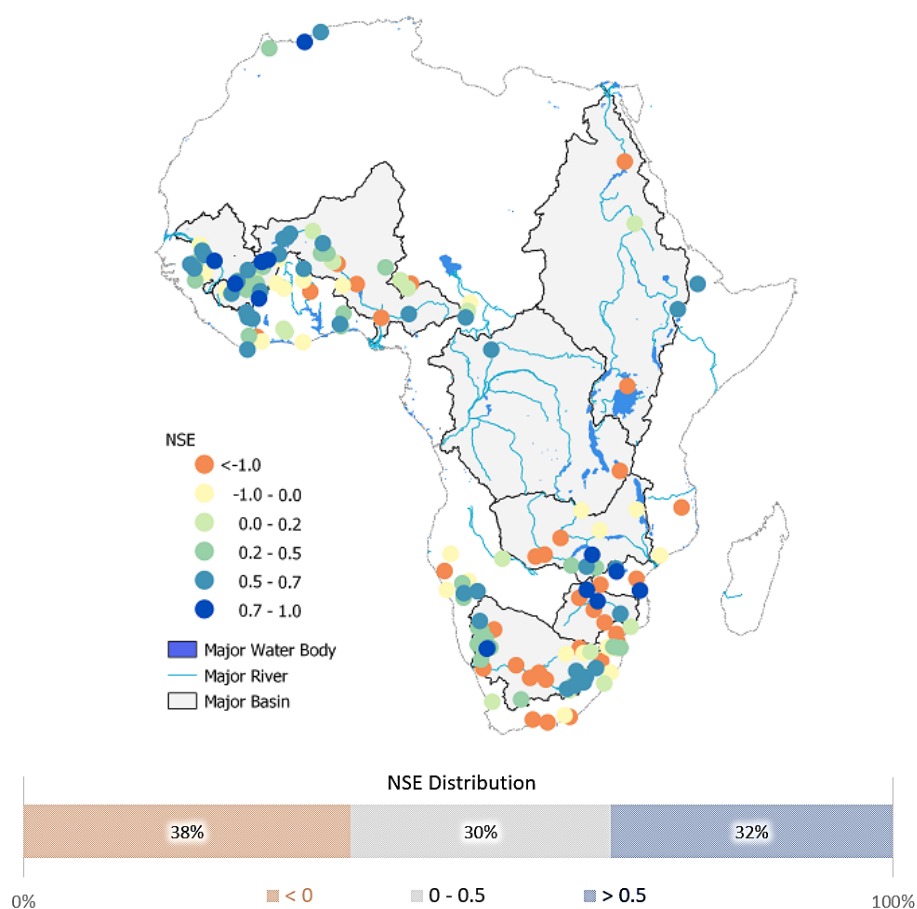 NSE
<-1.0
-1.0 - 0.0
0.0 - 0.2
0.2 - 0.5
0.5 - 0.7
0.7 - 1.0
Major Water Body
Major River
Major Basin
NSE Distribution
38% 30% 32%
0% < 0 0 - 0.5 > 0.5 100%